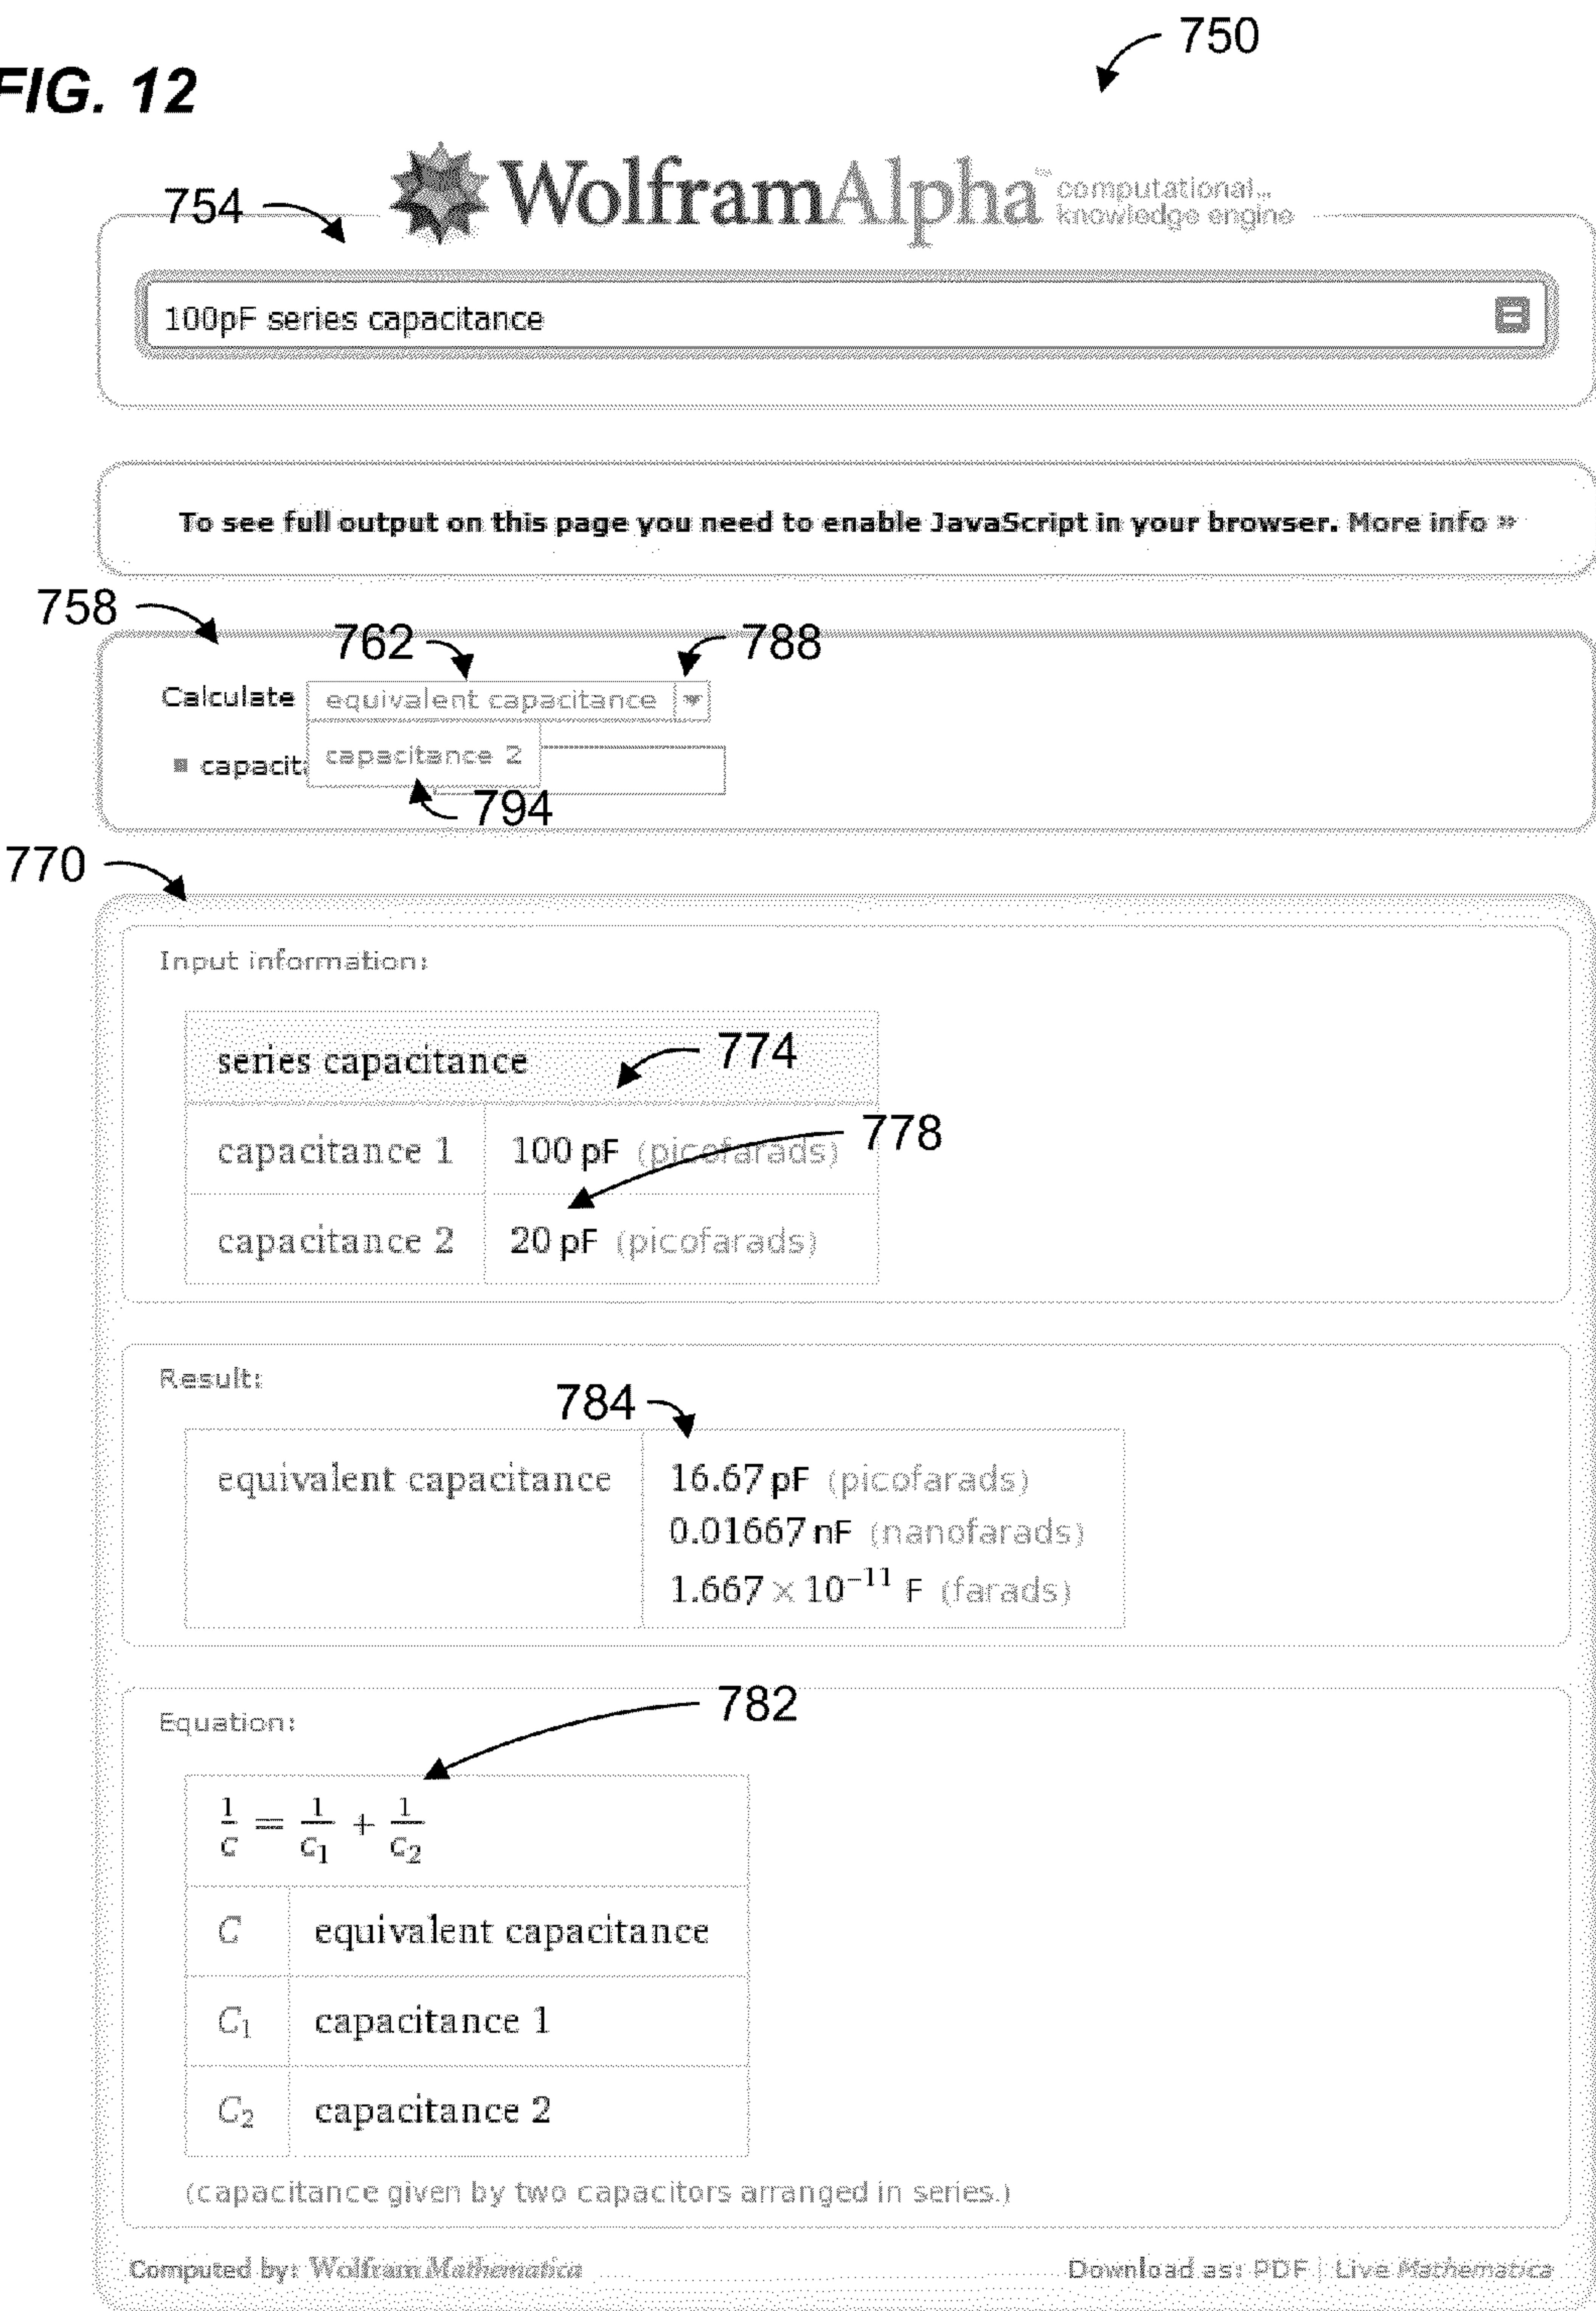 750
FIG. 12
WolframAlpha™ computational... knowledge engine
754
100pF series capacitance
To see full output on this page you need to enable JavaScript in your browser. More info »
758
762
788
Calculate equivalent capacitance
capacitance 2
794
770
Input information:
series capacitance
774
capacitance 1 100 pF (picofarads)
778
capacitance 2 20 pF (picofarads)
Result:
784
equivalent capacitance 16.67 pF (picofarads)
0.01667 nF (nanofarads)
1.667 × 10⁻¹¹ F (farads)
782
Equation:
1/C = 1/C₁ + 1/C₂
C equivalent capacitance
C₁ capacitance 1
C₂ capacitance 2
(capacitance given by two capacitors arranged in series.)
Computed by: Wolfram Mathematica Download as: PDF | Live Mathematica